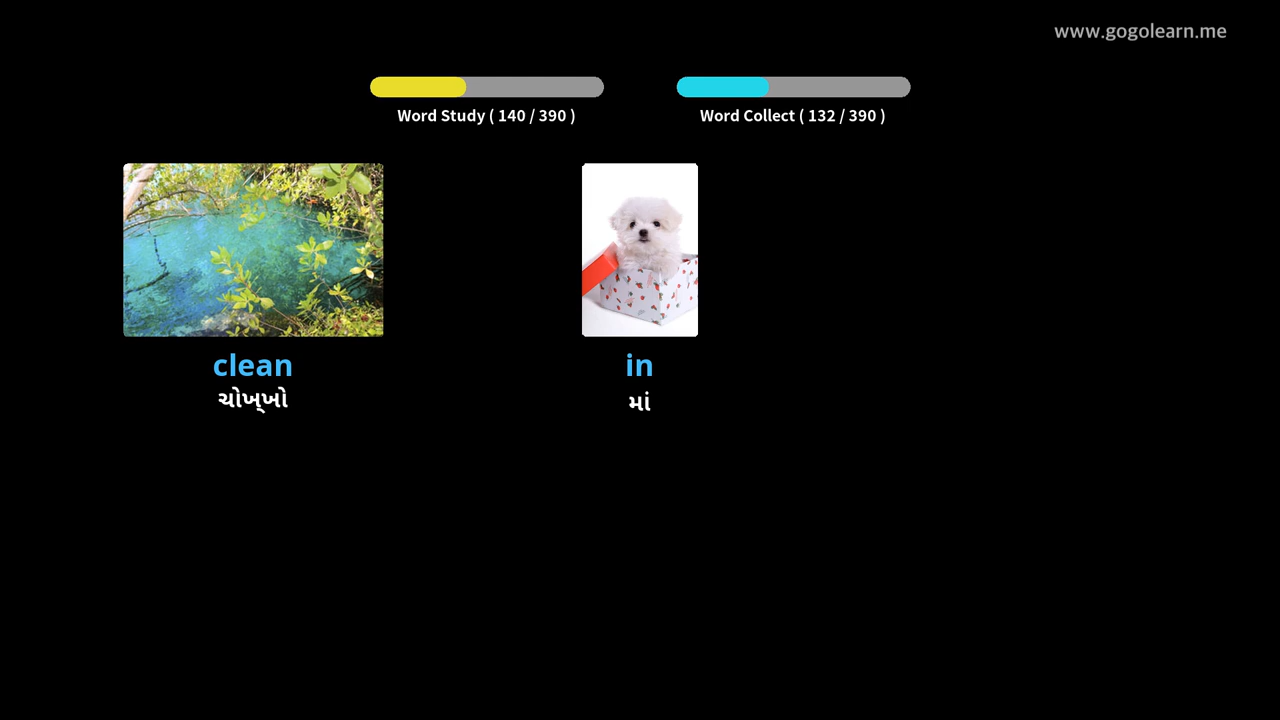 www.gogolearn.me
Word Study ( 140 / 390 )
Word Collect ( 132 / 390 )
clean
ચોખ્ખો
in
માં